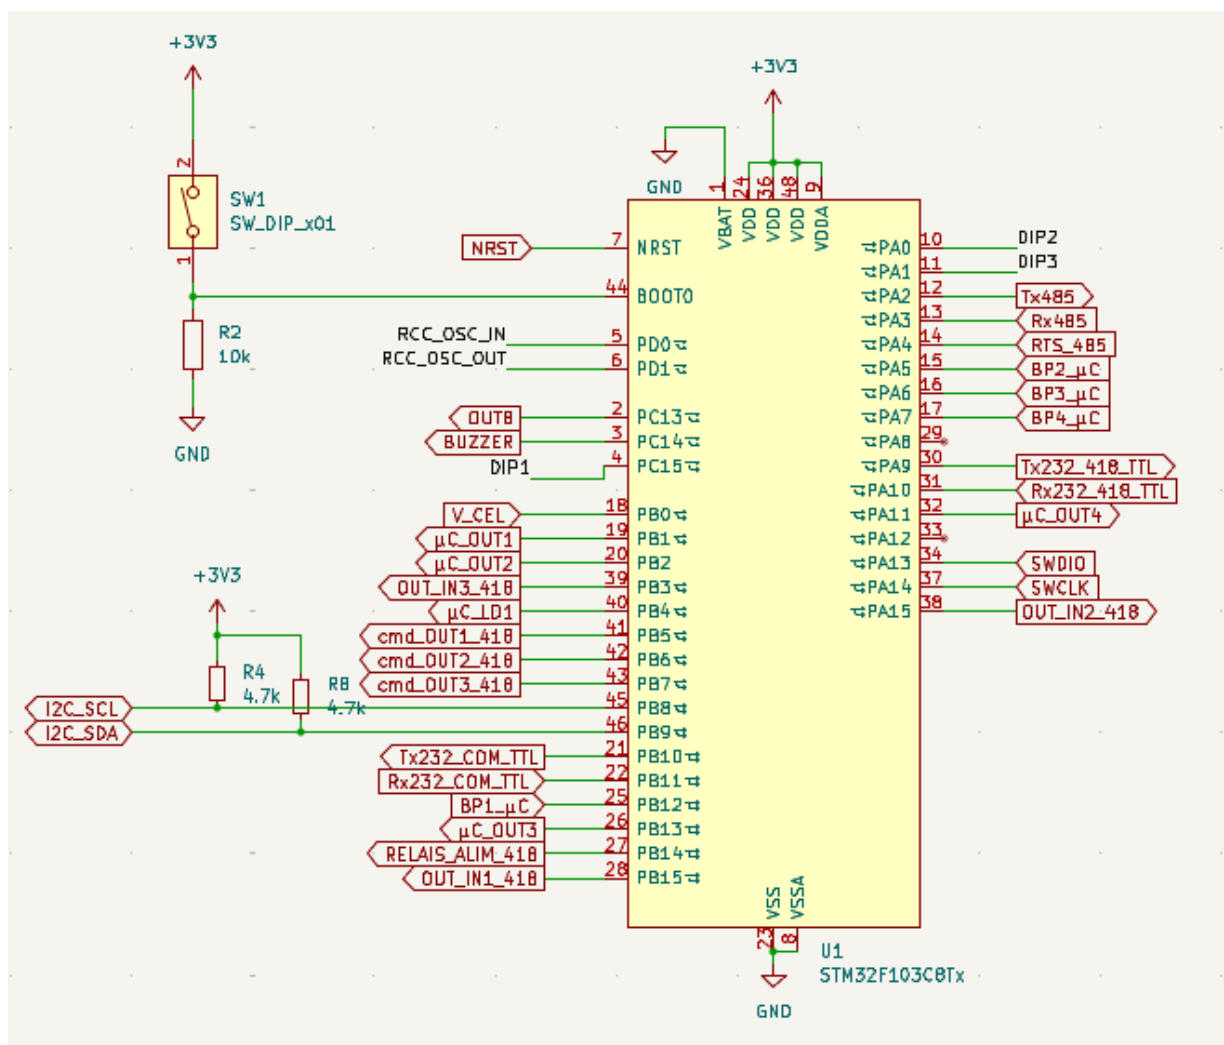 +3V3
+3V3
2
SW1
SW_DIP_x01
1
GND
1 24 36 48 9
VBAT VDD VDD VDD VDDA
NRST 7 NRST
BOOT0 44
R2
10k
GND
RCC_OSC_IN 5 PD0
RCC_OSC_OUT 6 PD1
OUT8 2 PC13
BUZZER 3 PC14
DIP1 4 PC15
V_CEL 18 PB0
µC_OUT1 19 PB1
µC_OUT2 20 PB2
OUT_IN3_418 39 PB3
µC_LD1 40 PB4
cmd_OUT1_418 41 PB5
cmd_OUT2_418 42 PB6
cmd_OUT3_418 43 PB7
+3V3
R4
4.7k
R8
4.7k
I2C_SCL 45 PB8
I2C_SDA 46 PB9
Tx232_COM_TTL 21 PB10
Rx232_COM_TTL 22 PB11
BP1_µC 25 PB12
µC_OUT3 26 PB13
RELAIS_ALIM_418 27 PB14
OUT_IN1_418 28 PB15
PA0 10 DIP2
PA1 11 DIP3
PA2 12 Tx485
PA3 13 Rx485
PA4 14 RTS_485
PA5 15 BP2_µC
PA6 16 BP3_µC
PA7 17 BP4_µC
PA8 29
PA9 30 Tx232_418_TTL
PA10 31 Rx232_418_TTL
PA11 32 µC_OUT4
PA12 33
PA13 34 SWDIO
PA14 37 SWCLK
PA15 38 OUT_IN2_418
VSS VSSA
23 8
U1
STM32F103C8Tx
GND